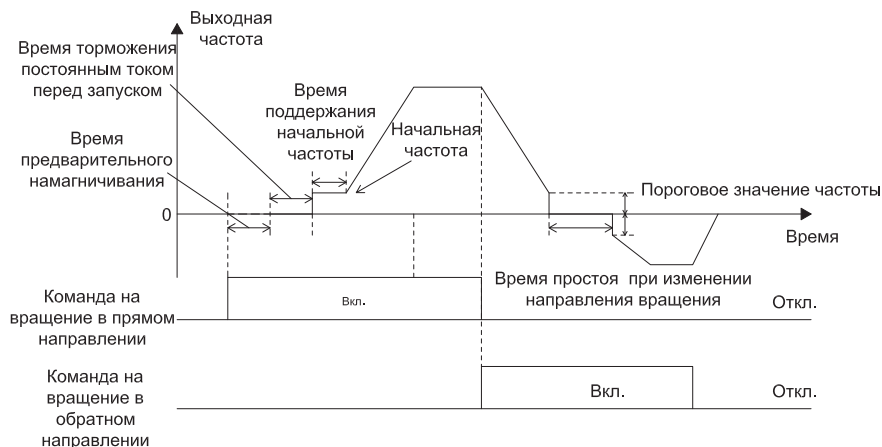 Выходная
частота
Время торможения
постоянным током
перед запуском
Время
поддержания
начальной
частоты
Начальная
частота
Время
предварительного
намагничивания
Пороговое значение частоты
0
Время
Время простоя при изменении
направления вращения
Команда на
вращение в прямом
направлении
Вкл.
Откл.
Команда на
вращение в
обратном
направлении
Вкл.
Откл.